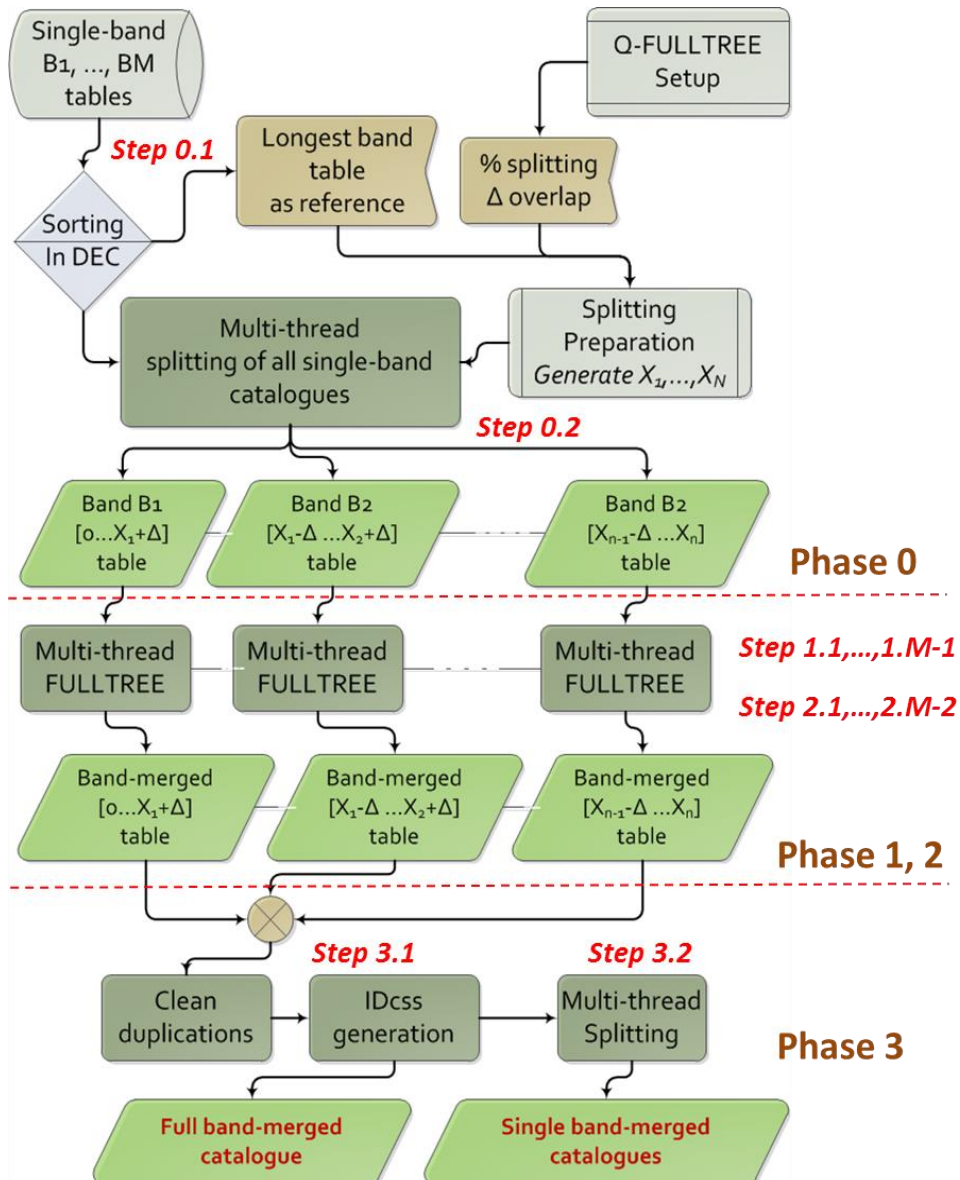 Single-band
B1, ..., BM
tables
Q-FULLTREE
Setup
Step 0.1
Longest band
table
as reference
% splitting
Δ overlap
Sorting
In DEC
Multi-thread
splitting of all single-band
catalogues
Splitting
Preparation
Generate X₁,...,X_N
Step 0.2
Band B1
[0...X₁+Δ]
table
Band B2
[X₁-Δ ...X₂+Δ]
table
Band B2
[Xₙ₋₁-Δ ...Xₙ]
table
Phase 0
Multi-thread
FULLTREE
Multi-thread
FULLTREE
Multi-thread
FULLTREE
Step 1.1,...,1.M-1
Step 2.1,...,2.M-2
Band-merged
[0...X₁+Δ]
table
Band-merged
[X₁-Δ ...X₂+Δ]
table
Band-merged
[Xₙ₋₁-Δ ...Xₙ]
table
Phase 1, 2
Step 3.1
Step 3.2
Clean
duplications
IDcss
generation
Multi-thread
Splitting
Phase 3
Full band-merged
catalogue
Single band-merged
catalogues